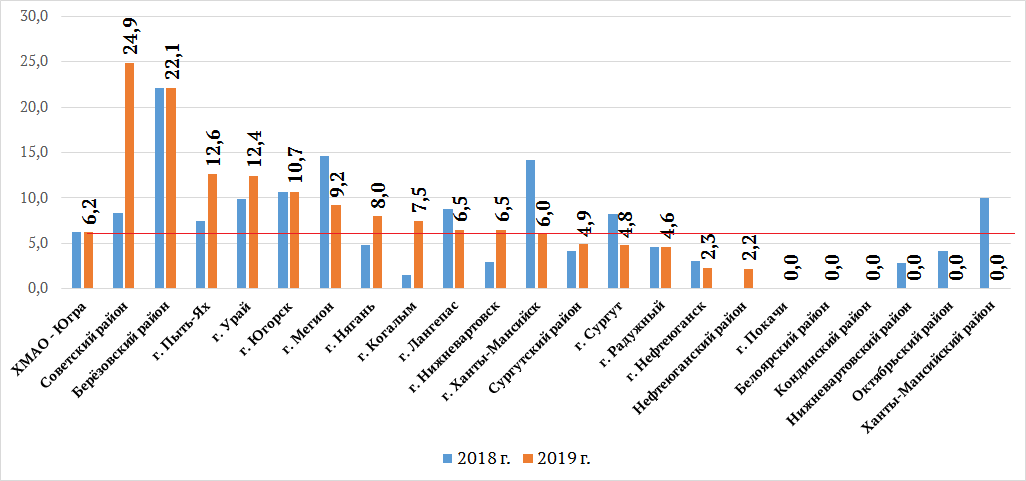 30,0
25,0
20,0
15,0
10,0
5,0
0,0
6,2
24,9
22,1
12,6
12,4
10,7
9,2
8,0
7,5
6,5
6,5
6,0
4,9
4,8
4,6
2,3
2,2
0,0
0,0
0,0
0,0
0,0
0,0
ХМАО - Югра
Советский район
Берёзовский район
г. Пыть-Ях
г. Урай
г. Югорск
г. Мегион
г. Нягань
г. Когалым
г. Лангепас
г. Нижневартовск
г. Ханты-Мансийск
Сургутский район
г. Сургут
г. Радужный
г. Нефтеюганск
Нефтеюганский район
г. Покачи
Белоярский район
Кондинский район
Нижневартовский район
Октябрьский район
Ханты-Мансийский район
2018 г.
2019 г.